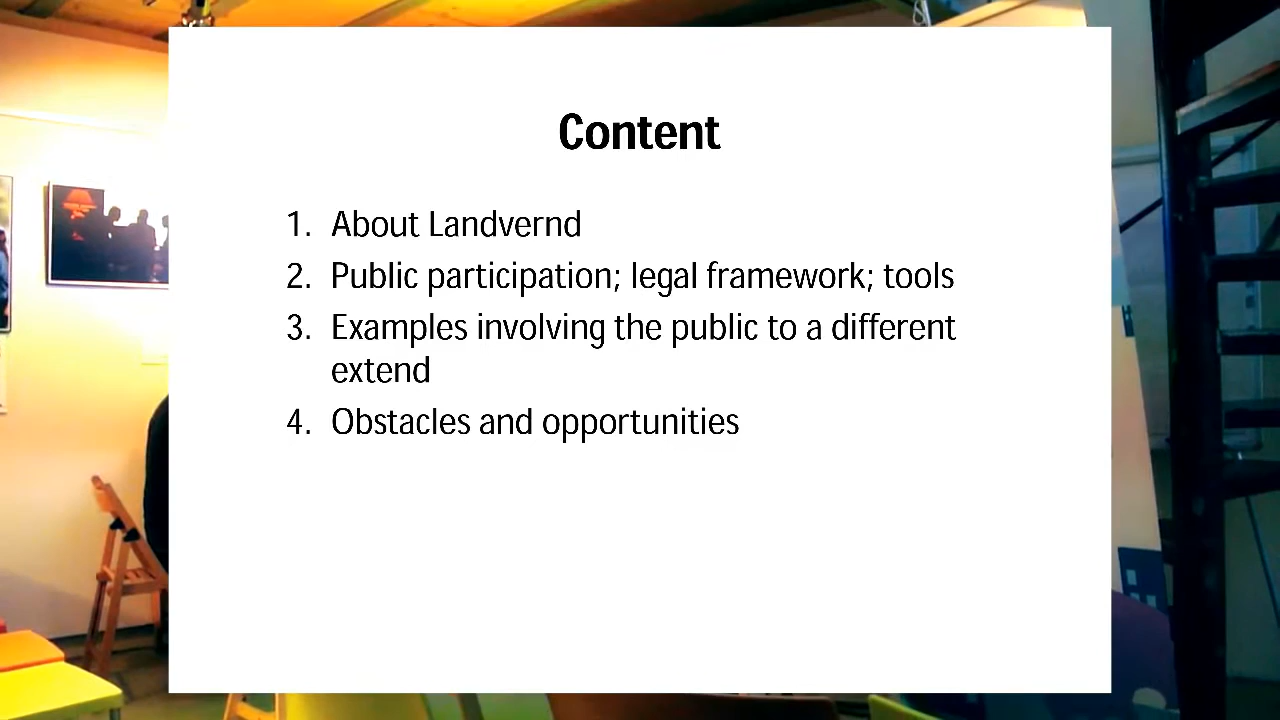 Content
1. About Landvernd
2. Public participation; legal framework; tools
3. Examples involving the public to a different
extend
4. Obstacles and opportunities